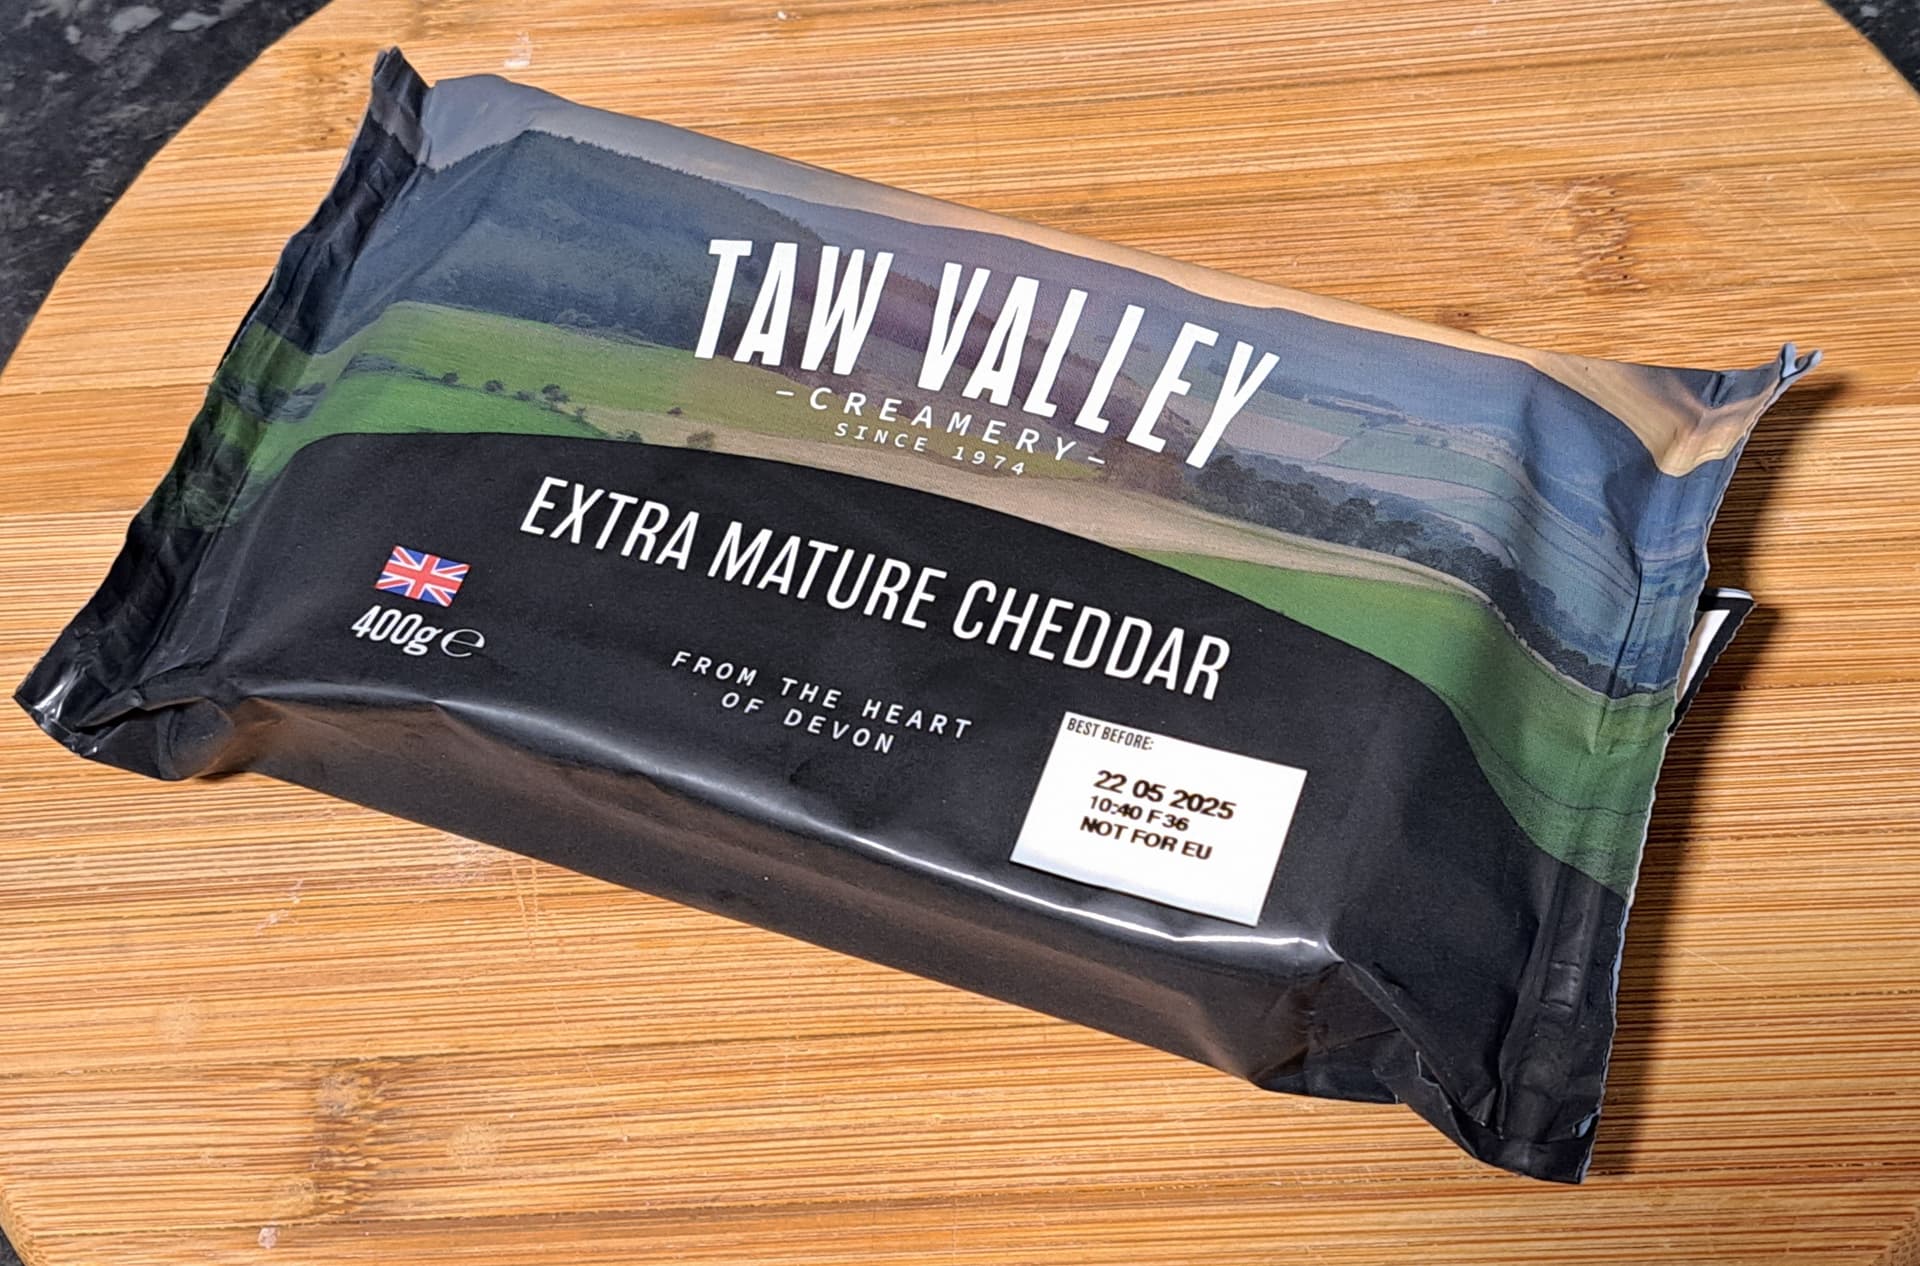 TAW VALLEY
–CREAMERY–
SINCE 1974
EXTRA MATURE CHEDDAR
400g ℮
FROM THE HEART
OF DEVON
BEST BEFORE:
22 05 2025
10:40 F36
NOT FOR EU